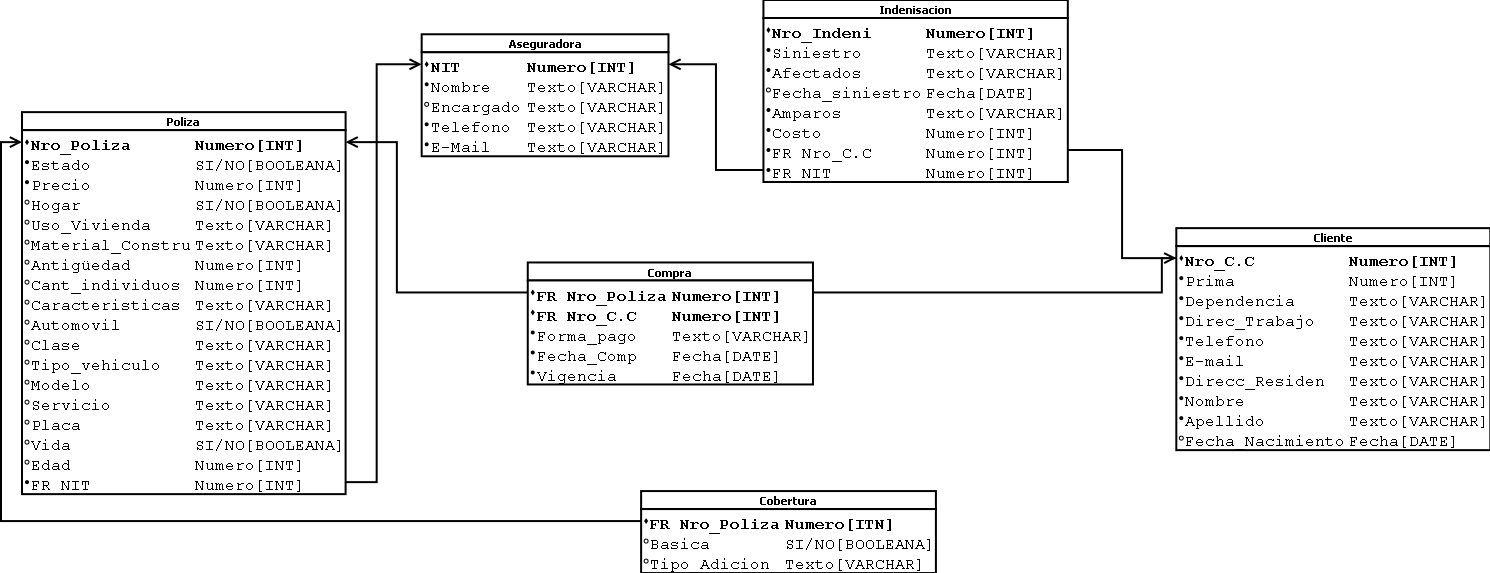 Indenisacion
Nro_Indeni Numero[INT]
Siniestro Texto[VARCHAR]
Afectados Texto[VARCHAR]
Fecha_siniestro Fecha[DATE]
Amparos Texto[VARCHAR]
Costo Numero[INT]
FR Nro_C.C Numero[INT]
FR NIT Numero[INT]
Aseguradora
NIT Numero[INT]
Nombre Texto[VARCHAR]
Encargado Texto[VARCHAR]
Telefono Texto[VARCHAR]
E-Mail Texto[VARCHAR]
Poliza
Nro_Poliza Numero[INT]
Estado SI/NO[BOOLEANA]
Precio Numero[INT]
Hogar SI/NO[BOOLEANA]
Uso_Vivienda Texto[VARCHAR]
Material_Constru Texto[VARCHAR]
Antigüedad Numero[INT]
Cant_individuos Numero[INT]
Caracteristicas Texto[VARCHAR]
Automovil SI/NO[BOOLEANA]
Clase Texto[VARCHAR]
Tipo_vehiculo Texto[VARCHAR]
Modelo Texto[VARCHAR]
Servicio Texto[VARCHAR]
Placa Texto[VARCHAR]
Vida SI/NO[BOOLEANA]
Edad Numero[INT]
FR NIT Numero[INT]
Compra
FR Nro_Poliza Numero[INT]
FR Nro_C.C Numero[INT]
Forma_pago Texto[VARCHAR]
Fecha_Comp Fecha[DATE]
Vigencia Fecha[DATE]
Cliente
Nro_C.C Numero[INT]
Prima Numero[INT]
Dependencia Texto[VARCHAR]
Direc_Trabajo Texto[VARCHAR]
Telefono Texto[VARCHAR]
E-mail Texto[VARCHAR]
Direcc_Residen Texto[VARCHAR]
Nombre Texto[VARCHAR]
Apellido Texto[VARCHAR]
Fecha_Nacimiento Fecha[DATE]
Cobertura
FR Nro_Poliza Numero[ITN]
Basica SI/NO[BOOLEANA]
Tipo_Adicion Texto[VARCHAR]